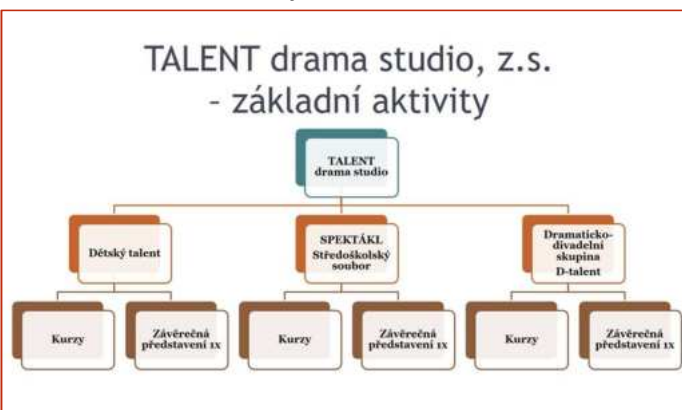 TALENT drama studio, z.s.
- základní aktivity
TALENT
drama studio
Dětský talent
SPEKTÁKL
Středoškolský
soubor
Dramaticko-
divadelní
skupina
D-talent
Kurzy
Závěrečná
představení 1x
Kurzy
Závěrečná
představení 1x
Kurzy
Závěrečná
představení 1x